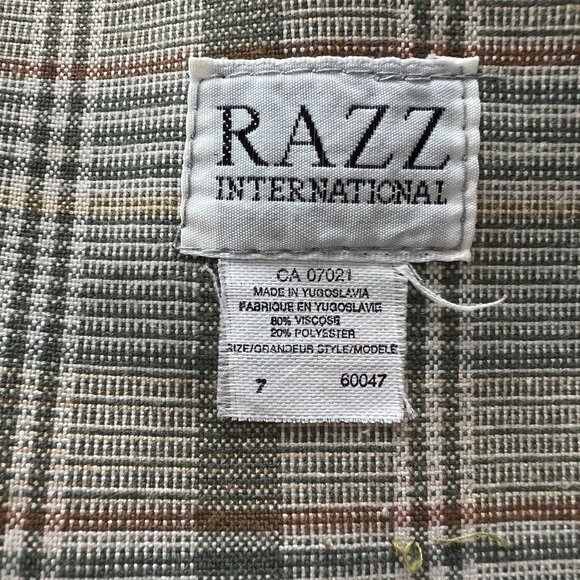 RAZZ
INTERNATIONAL
CA 07021
MADE IN YUGOSLAVIA
FABRIQUE EN YUGOSLAVIE
80% VISCOSE
20% POLYESTER
SIZE/GRANDEUR STYLE/MODELE
7 60047